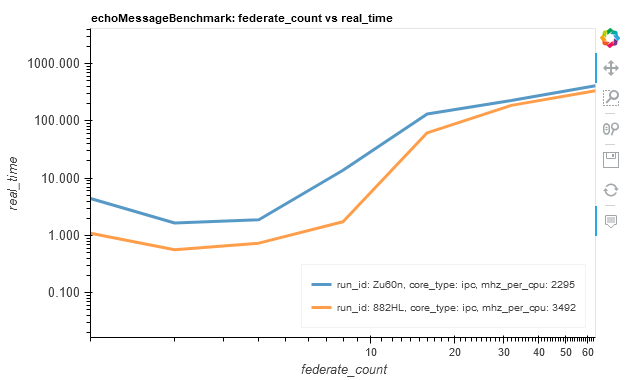 echoMessageBenchmark: federate_count vs real_time
1000.000
100.000
10.000
1.000
0.100
real_time
run_id: Zu60n, core_type: ipc, mhz_per_cpu: 2295
run_id: 882HL, core_type: ipc, mhz_per_cpu: 3492
10 20 30 40 50 60
federate_count